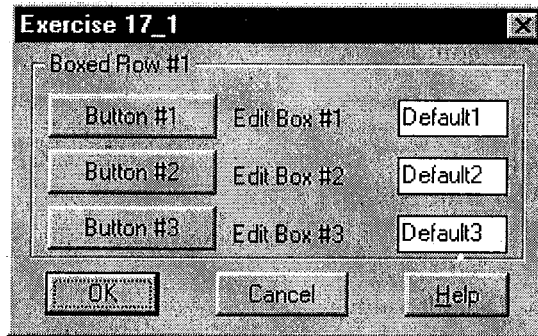 Exercise 17_1
Boxed Row #1
Button #1 Edit Box #1 Default1
Button #2 Edit Box #2 Default2
Button #3 Edit Box #3 Default3
OK Cancel Help